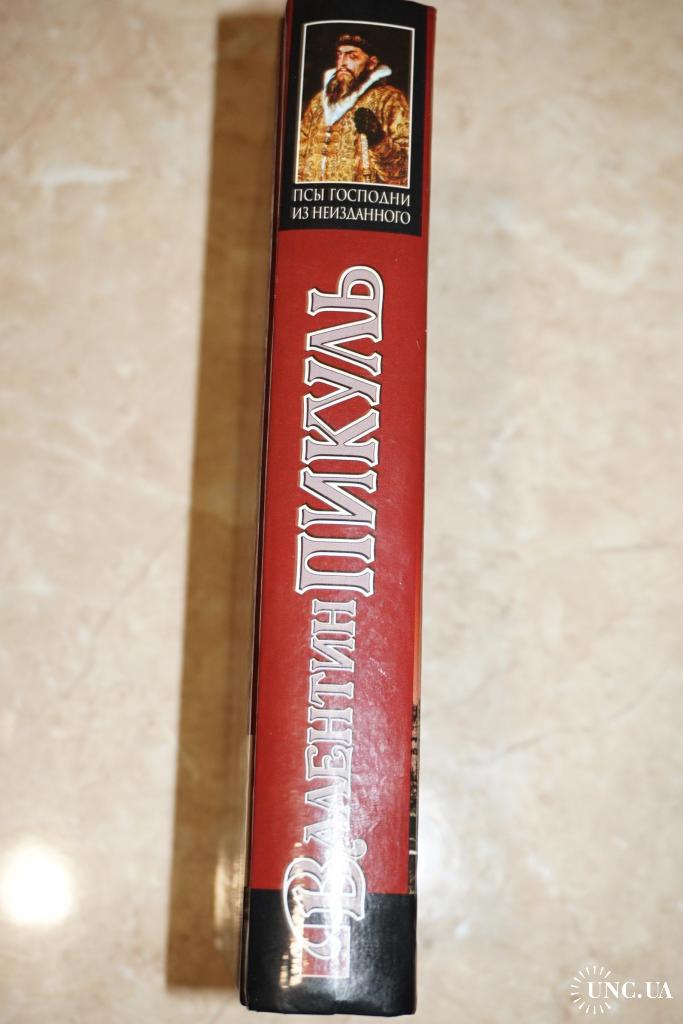 ПСЫ ГОСПОДНИ
ИЗ НЕИЗДАННОГО
ВАЛЕНТИН ПИКУЛЬ
UNC.UA